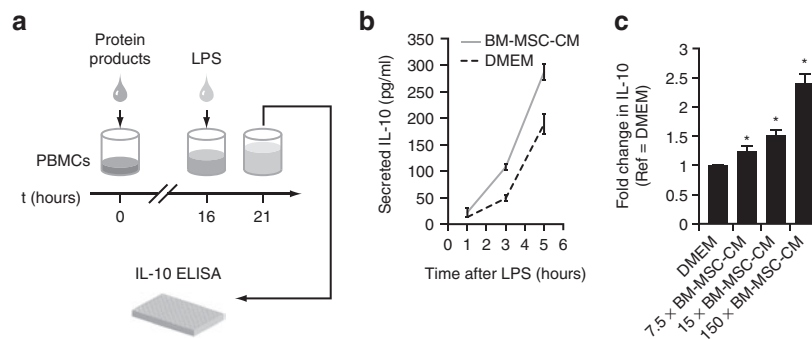 a
Protein
products
LPS
PBMCs
t (hours)
0
16
21
IL-10 ELISA
b
Secreted IL-10 (pg/ml)
350
300
250
200
150
100
50
0
BM-MSC-CM
DMEM
0 1 2 3 4 5 6
Time after LPS (hours)
c
Fold change in IL-10
(Ref = DMEM)
3
2.5
2
1.5
1
0.5
0
*
*
*
DMEM
7.5 × BM-MSC-CM
15 × BM-MSC-CM
150 × BM-MSC-CM